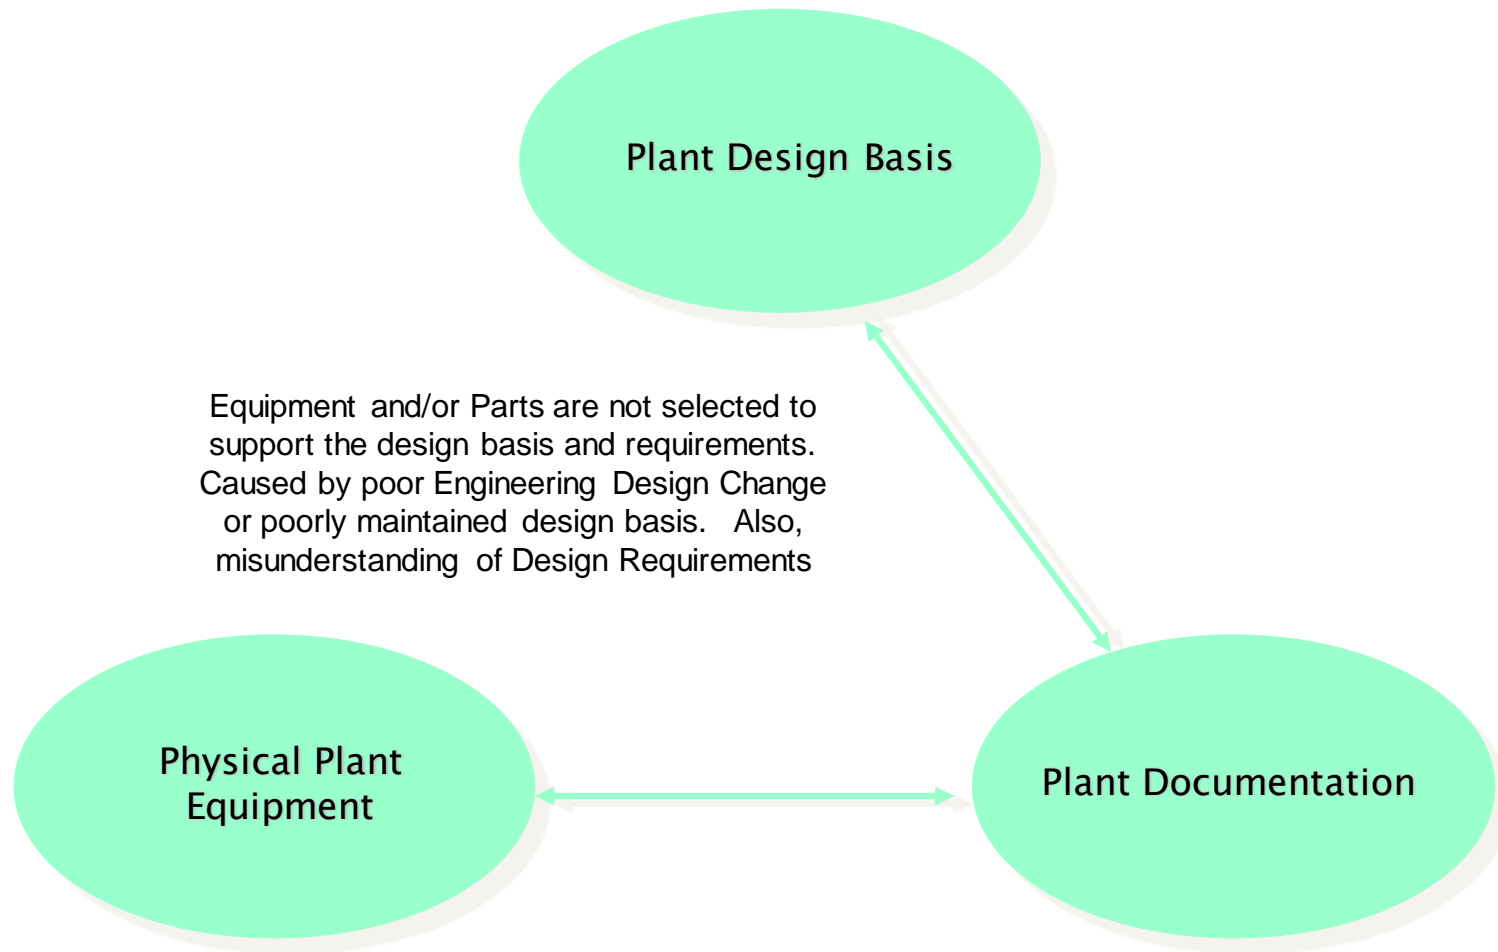 Plant Design Basis
Equipment and/or Parts are not selected to
support the design basis and requirements.
Caused by poor Engineering Design Change
or poorly maintained design basis. Also,
misunderstanding of Design Requirements
Physical Plant
Equipment
Plant Documentation